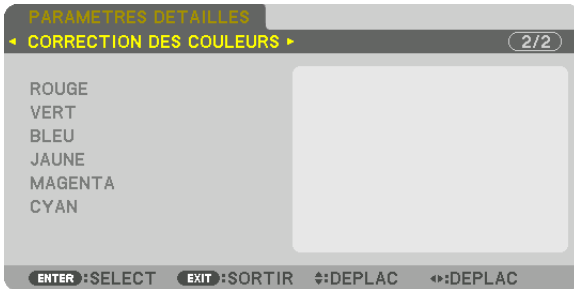 PARAMETRES DETAILLES
CORRECTION DES COULEURS
2/2
ROUGE
VERT
BLEU
JAUNE
MAGENTA
CYAN
ENTER :SELECT EXIT :SORTIR :DEPLAC :DEPLAC